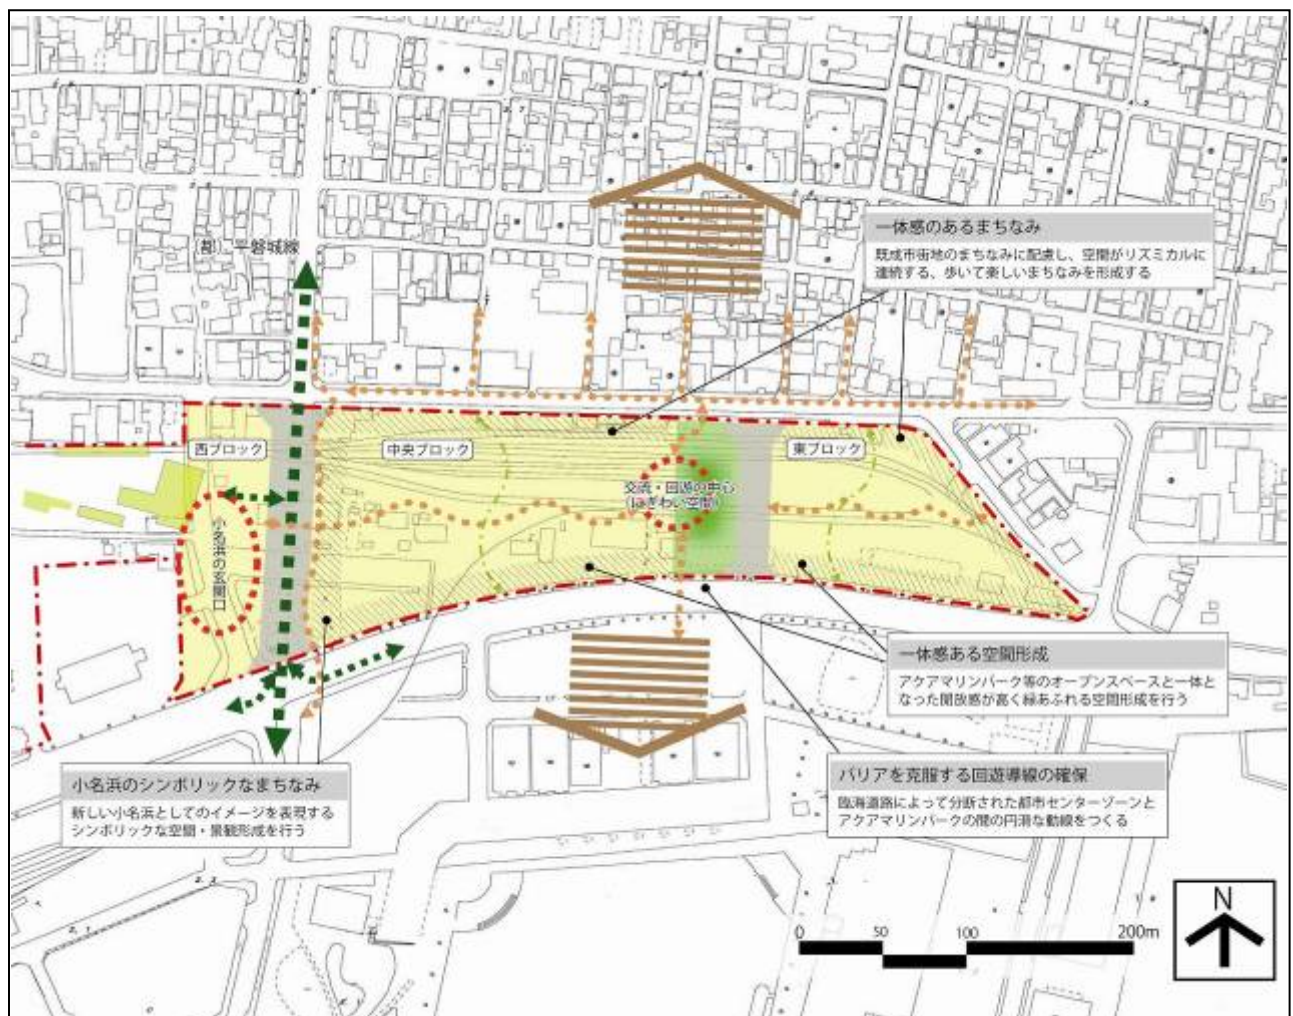 (都) 平磐城線
一体感のあるまちなみ
既成市街地のまちなみに配慮し、空間がリズミカルに
連続する、歩いて楽しいまちなみを形成する
西ブロック
中央ブロック
東ブロック
交流・回遊の中心
(にぎわい空間)
小名浜の玄関口
一体感ある空間形成
アクアマリンパーク等のオープンスペースと一体と
なった開放感が高く緑あふれる空間形成を行う
小名浜のシンボリックなまちなみ
新しい小名浜としてのイメージを表現する
シンボリックな空間・景観形成を行う
バリアを克服する回遊導線の確保
臨海道路によって分断された都市センターゾーンと
アクアマリンパークの間の円滑な動線をつくる
N
0 50 100 200m